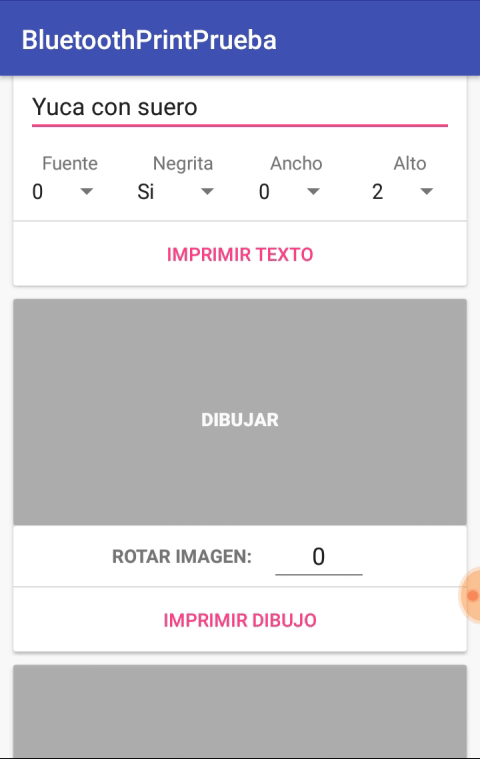 BluetoothPrintPrueba
Yuca con suero
Fuente Negrita Ancho Alto
0 Si 0 2
IMPRIMIR TEXTO
DIBUJAR
ROTAR IMAGEN: 0
IMPRIMIR DIBUJO